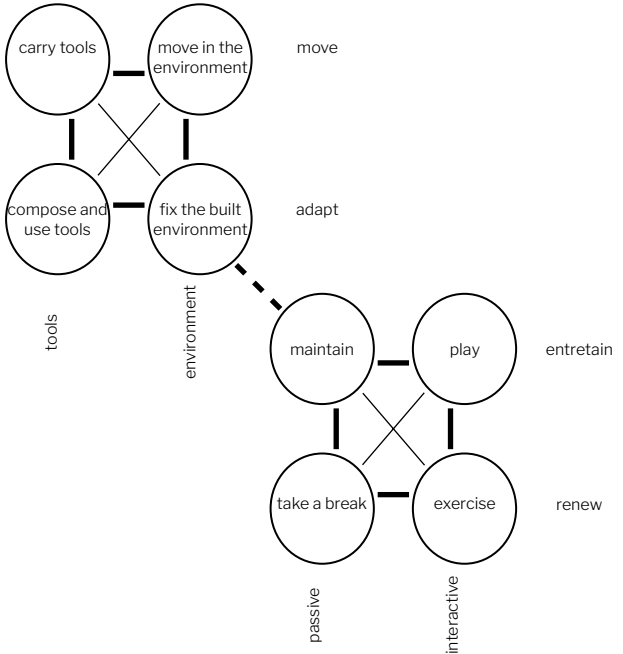 carry tools
move in the
environment
move
compose and
use tools
fix the built
environment
adapt
tools
environment
maintain
play
entretain
take a break
exercise
renew
passive
interactive